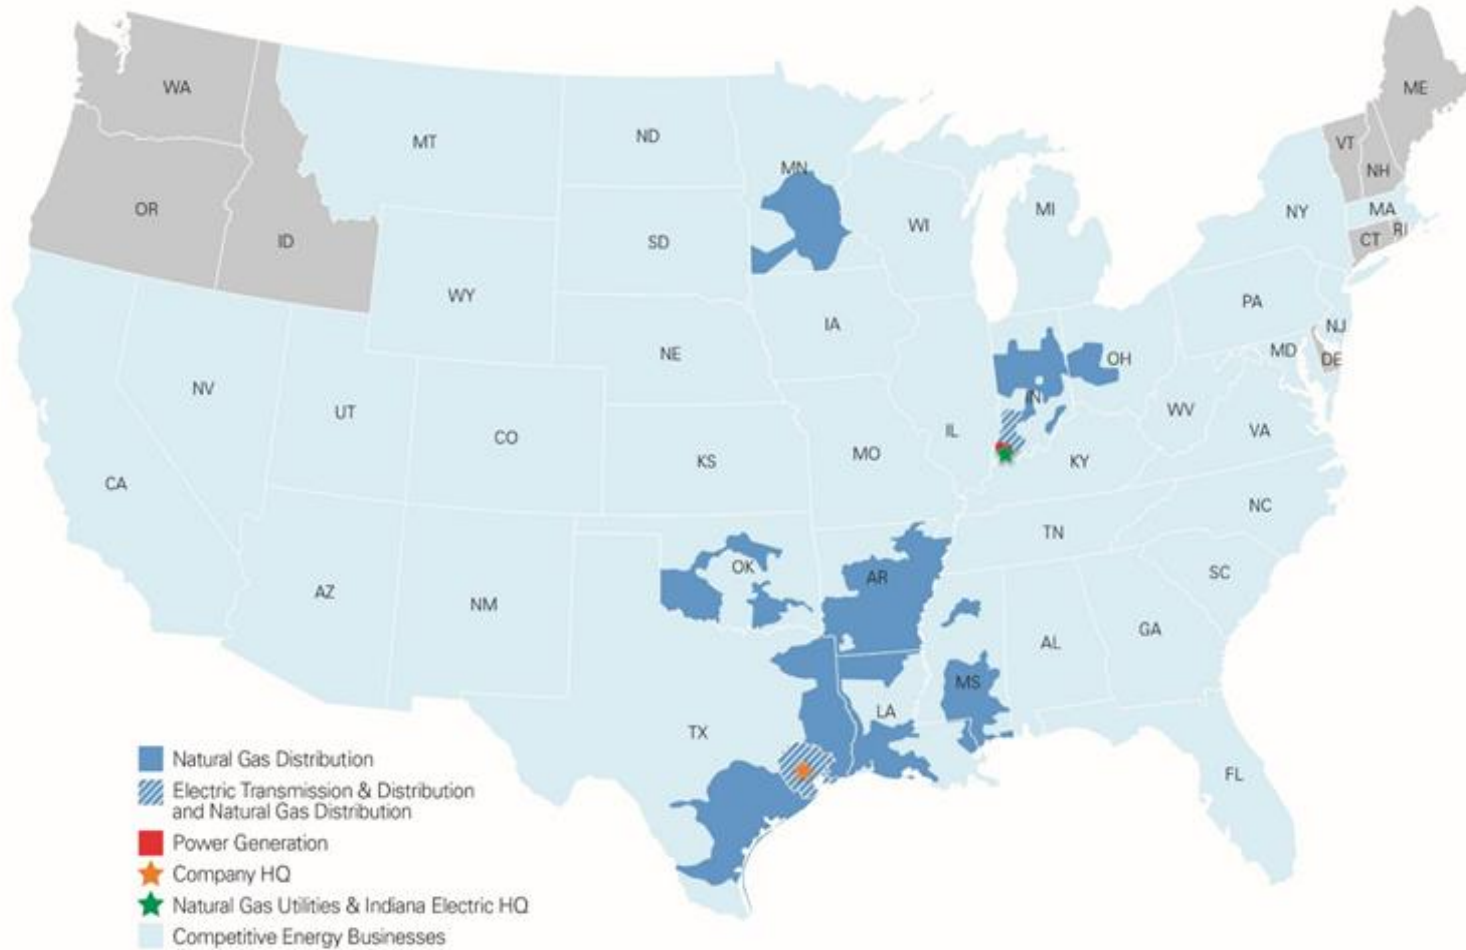 WA
ME
MT
ND
VT
MN
NH
OR
SD
WI
MI
NY
MA
RI
CT
ID
WY
PA
IA
NJ
NE
OH
MD
DE
NV
UT
IN
WV
CO
IL
VA
KS
MO
KY
CA
NC
TN
OK
AR
SC
AZ
NM
GA
AL
MS
LA
TX
FL
Natural Gas Distribution
Electric Transmission & Distribution
and Natural Gas Distribution
Power Generation
Company HQ
Natural Gas Utilities & Indiana Electric HQ
Competitive Energy Businesses